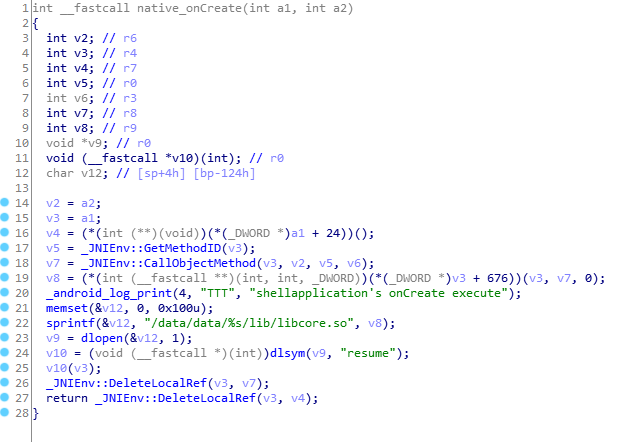 1 int __fastcall native_onCreate(int a1, int a2)
2 {
3 int v2; // r6
4 int v3; // r4
5 int v4; // r7
6 int v5; // r0
7 int v6; // r3
8 int v7; // r8
9 int v8; // r9
10 void *v9; // r0
11 void (__fastcall *v10)(int); // r0
12 char v12; // [sp+4h] [bp-124h]
13
14 v2 = a2;
15 v3 = a1;
16 v4 = (*(int (**)(void))(*(_DWORD *)a1 + 24))();
17 v5 = _JNIEnv::GetMethodID(v3);
18 v7 = _JNIEnv::CallObjectMethod(v3, v2, v5, v6);
19 v8 = (*(int (__fastcall **)(int, int, _DWORD))(*(_DWORD *)v3 + 676))(v3, v7, 0);
20 _android_log_print(4, "TTT", "shellapplication's onCreate execute");
21 memset(&v12, 0, 0x100u);
22 sprintf(&v12, "/data/data/%s/lib/libcore.so", v8);
23 v9 = dlopen(&v12, 1);
24 v10 = (void (__fastcall *)(int))dlsym(v9, "resume");
25 v10(v3);
26 _JNIEnv::DeleteLocalRef(v3, v7);
27 return _JNIEnv::DeleteLocalRef(v3, v4);
28 }